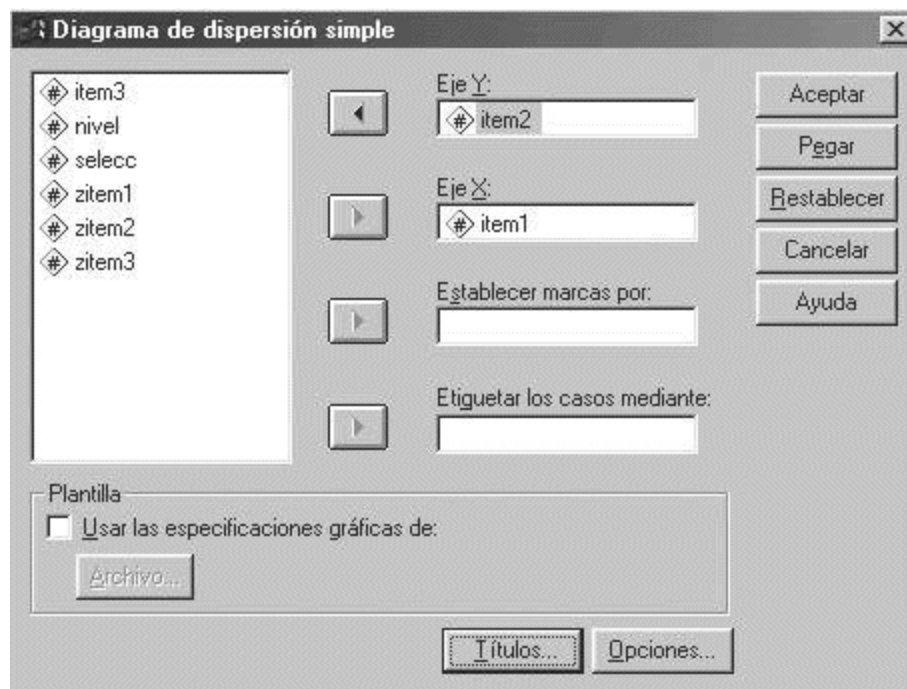 Diagrama de dispersión simple
item3
nivel
selecc
zitem1
zitem2
zitem3
Eje Y:
item2
Eje X:
item1
Establecer marcas por:
Etiquetar los casos mediante:
Aceptar
Pegar
Restablecer
Cancelar
Ayuda
Plantilla
Usar las especificaciones gráficas de:
Archivo...
Títulos...
Opciones...